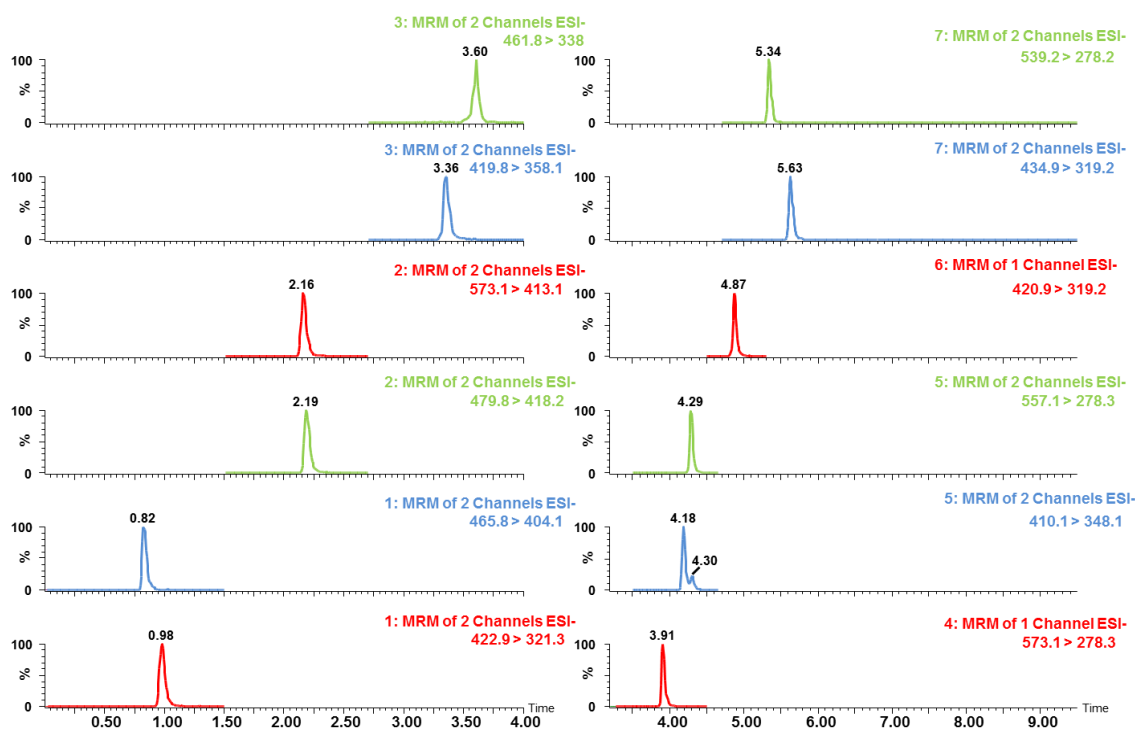 3: MRM of 2 Channels ESI-
461.8 > 338
3.60
100
%
0
3: MRM of 2 Channels ESI-
419.8 > 358.1
3.36
100
%
0
2: MRM of 2 Channels ESI-
573.1 > 413.1
2.16
100
%
0
2: MRM of 2 Channels ESI-
479.8 > 418.2
2.19
100
%
0
1: MRM of 2 Channels ESI-
465.8 > 404.1
0.82
100
%
0
1: MRM of 2 Channels ESI-
422.9 > 321.3
0.98
100
%
0
Time
0.50 1.00 1.50 2.00 2.50 3.00 3.50 4.00
7: MRM of 2 Channels ESI-
539.2 > 278.2
5.34
100
%
0
7: MRM of 2 Channels ESI-
434.9 > 319.2
5.63
100
%
0
6: MRM of 1 Channel ESI-
420.9 > 319.2
4.87
100
%
0
5: MRM of 2 Channels ESI-
557.1 > 278.3
4.29
100
%
0
5: MRM of 2 Channels ESI-
410.1 > 348.1
4.18
4.30
100
%
0
4: MRM of 1 Channel ESI-
573.1 > 278.3
3.91
100
%
0
Time
4.00 5.00 6.00 7.00 8.00 9.00